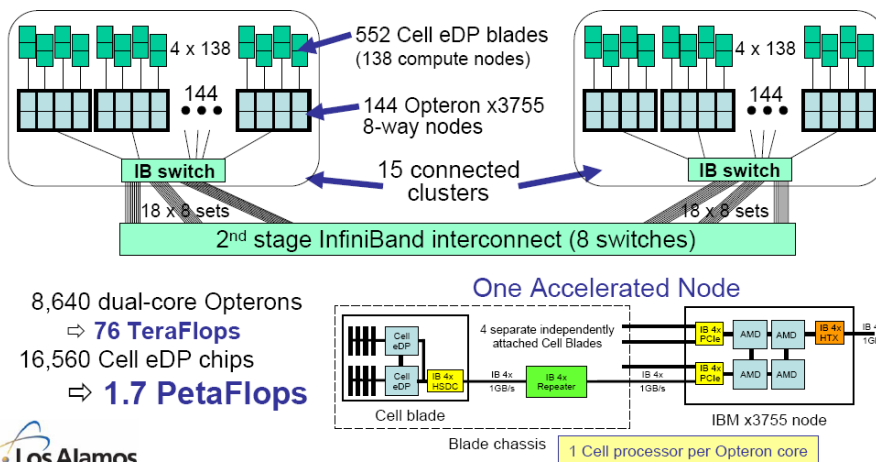 4 x 138
552 Cell eDP blades
(138 compute nodes)
4 x 138
144
144 Opteron x3755
8-way nodes
144
IB switch
15 connected
clusters
IB switch
18 x 8 sets
18 x 8 sets
2nd stage InfiniBand interconnect (8 switches)
8,640 dual-core Opterons
⇨ 76 TeraFlops
16,560 Cell eDP chips
⇨ 1.7 PetaFlops
One Accelerated Node
Cell
eDP
Cell
eDP
IB 4x
HSDC
Cell blade
4 separate independently
attached Cell Blades
IB 4x
1GB/s
IB 4x
Repeater
IB 4x
1GB/s
IB 4x
PCIe
IB 4x
PCIe
AMD
AMD
AMD
AMD
IB 4x
HTX
IB 4
1GB
IBM x3755 node
Blade chassis
1 Cell processor per Opteron core
Los Alamos